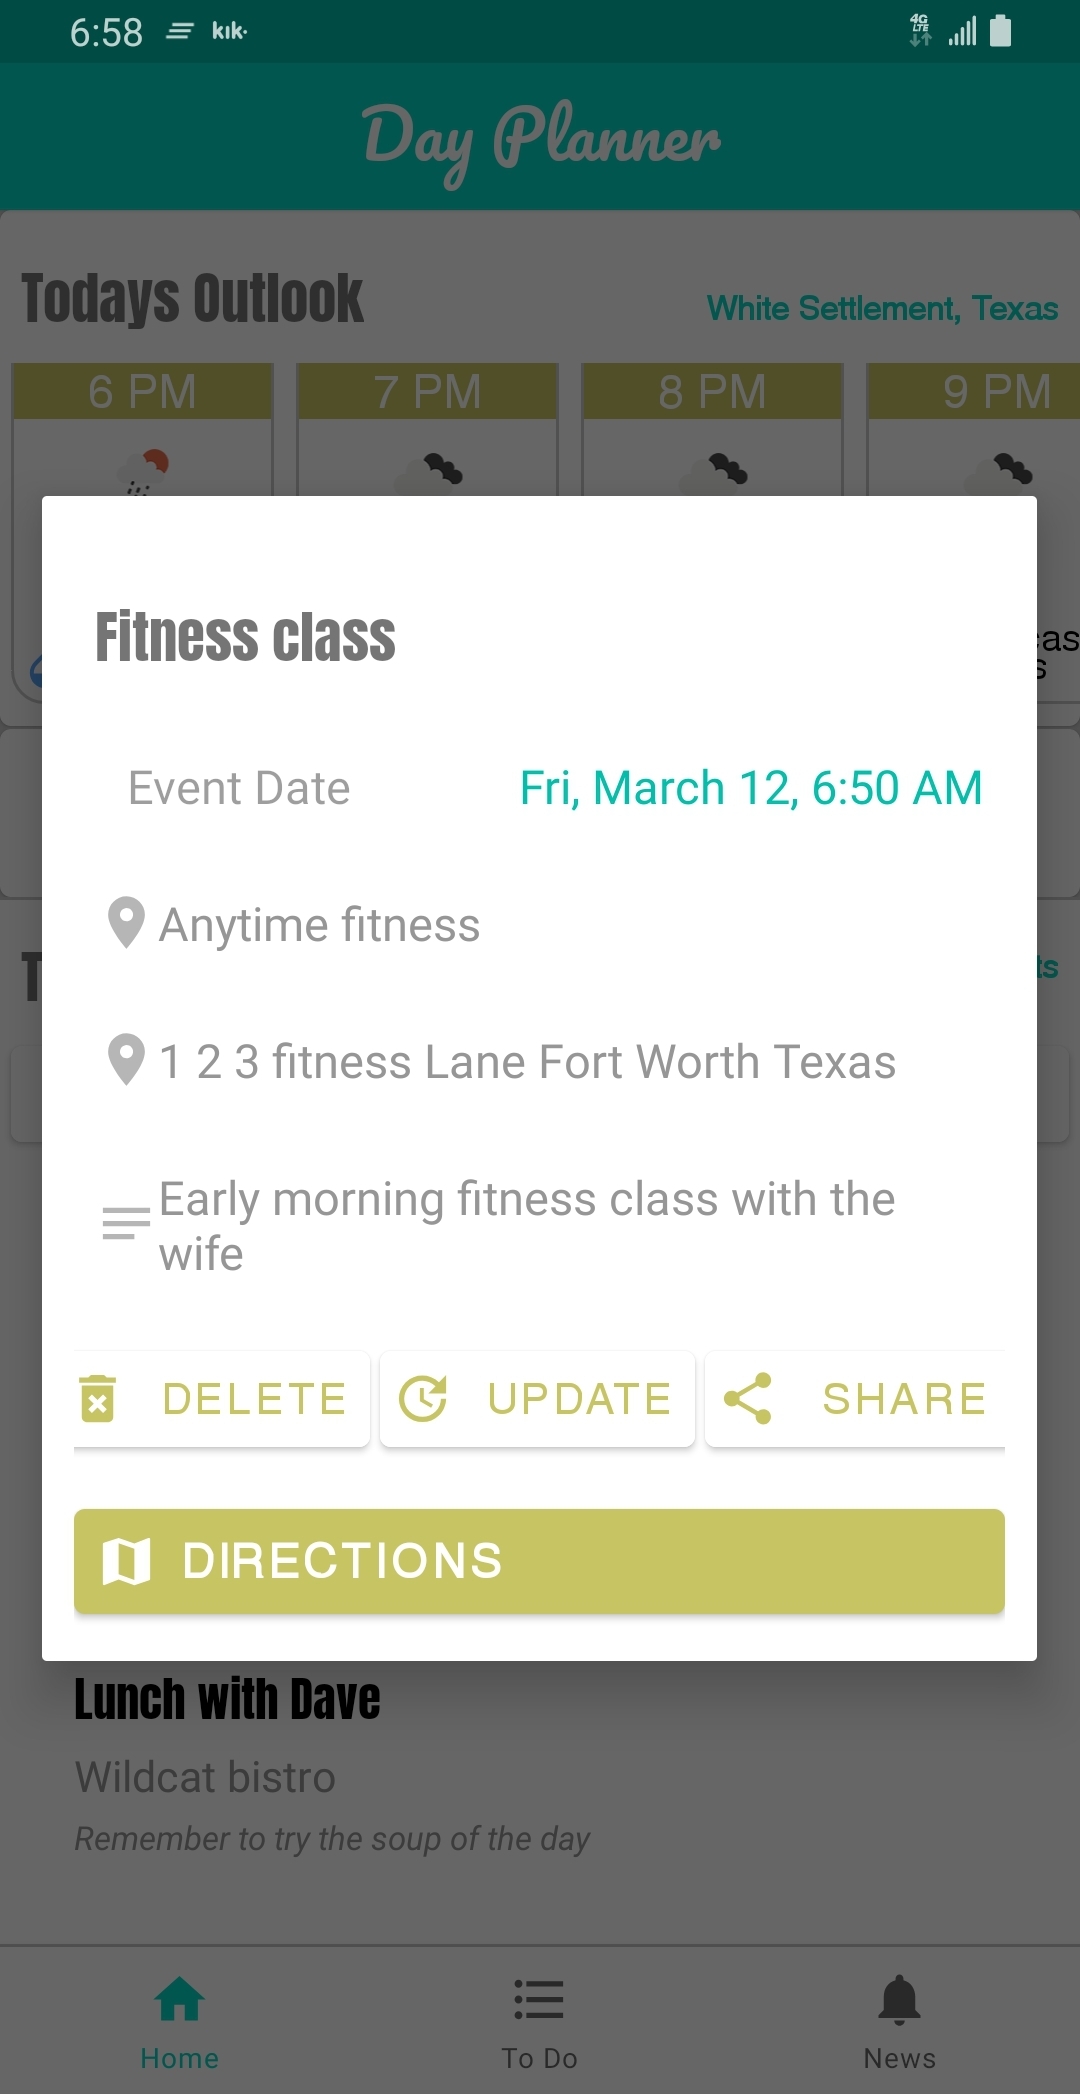 6:58 kik.
4G LTE
Day Planner
Todays Outlook
White Settlement, Texas
6 PM 7 PM 8 PM 9 PM
Fitness class
Event Date Fri, March 12, 6:50 AM
Anytime fitness
1 2 3 fitness Lane Fort Worth Texas
Early morning fitness class with the
wife
DELETE UPDATE SHARE
DIRECTIONS
Lunch with Dave
Wildcat bistro
Remember to try the soup of the day
Home To Do News